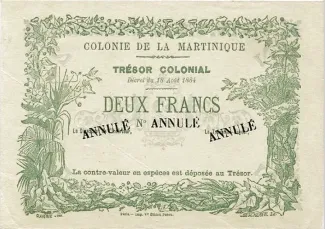 COLONIE DE LA MARTINIQUE
TRÉSOR COLONIAL
Décret du 18 Août 1884
DEUX FRANCS
ANNULÉ Nº ANNULÉ ANNULÉ
La contre-valeur en espèces est déposée au Trésor.